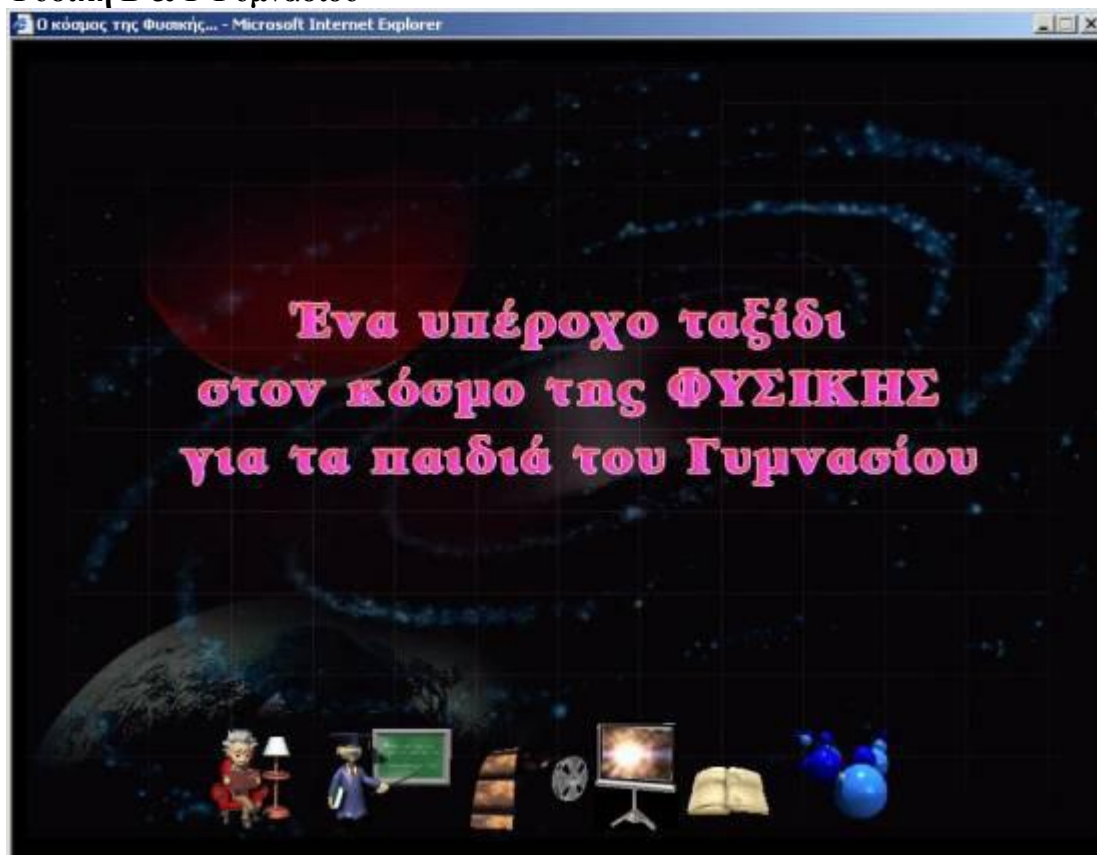 Ο κόσμος της Φυσικής... - Microsoft Internet Explorer
Ένα υπέροχο ταξίδι
στον κόσμο της ΦΥΣΙΚΗΣ
για τα παιδιά του Γυμνασίου